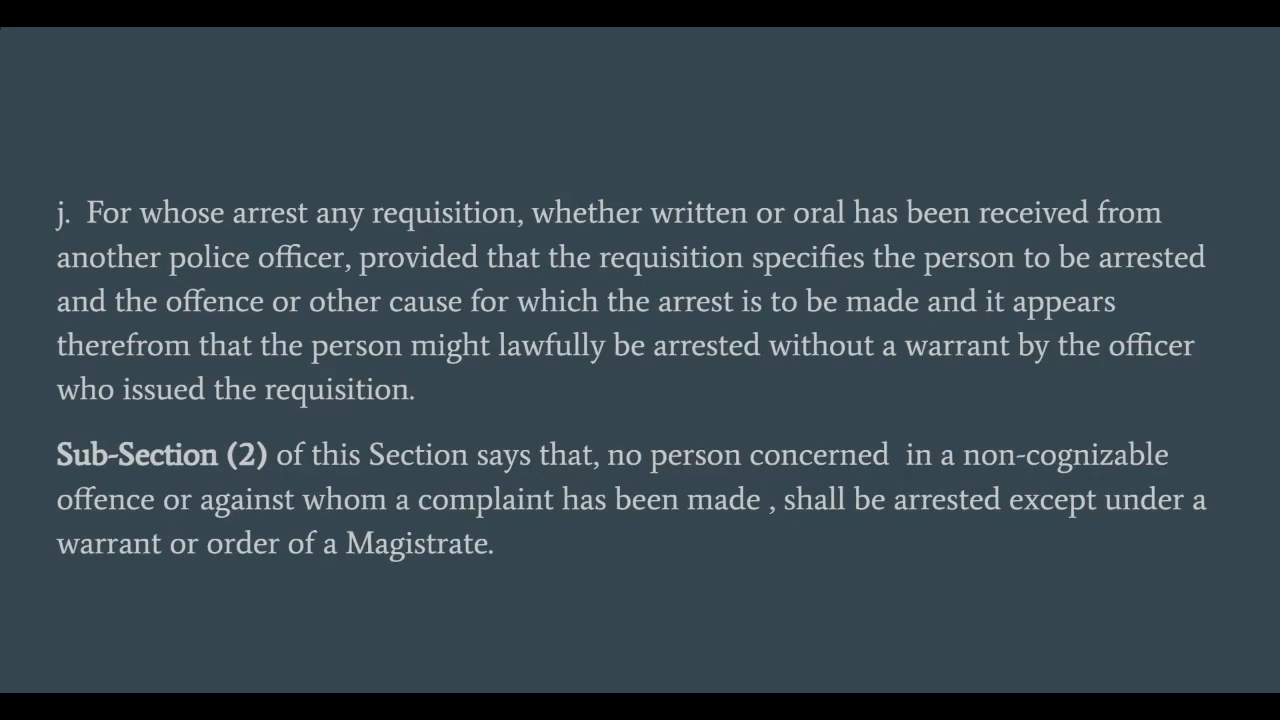 j.  For whose arrest any requisition, whether written or oral has been received from
another police officer, provided that the requisition specifies the person to be arrested
and the offence or other cause for which the arrest is to be made and it appears
therefrom that the person might lawfully be arrested without a warrant by the officer
who issued the requisition.
Sub-Section (2) of this Section says that, no person concerned  in a non-cognizable
offence or against whom a complaint has been made , shall be arrested except under a
warrant or order of a Magistrate.